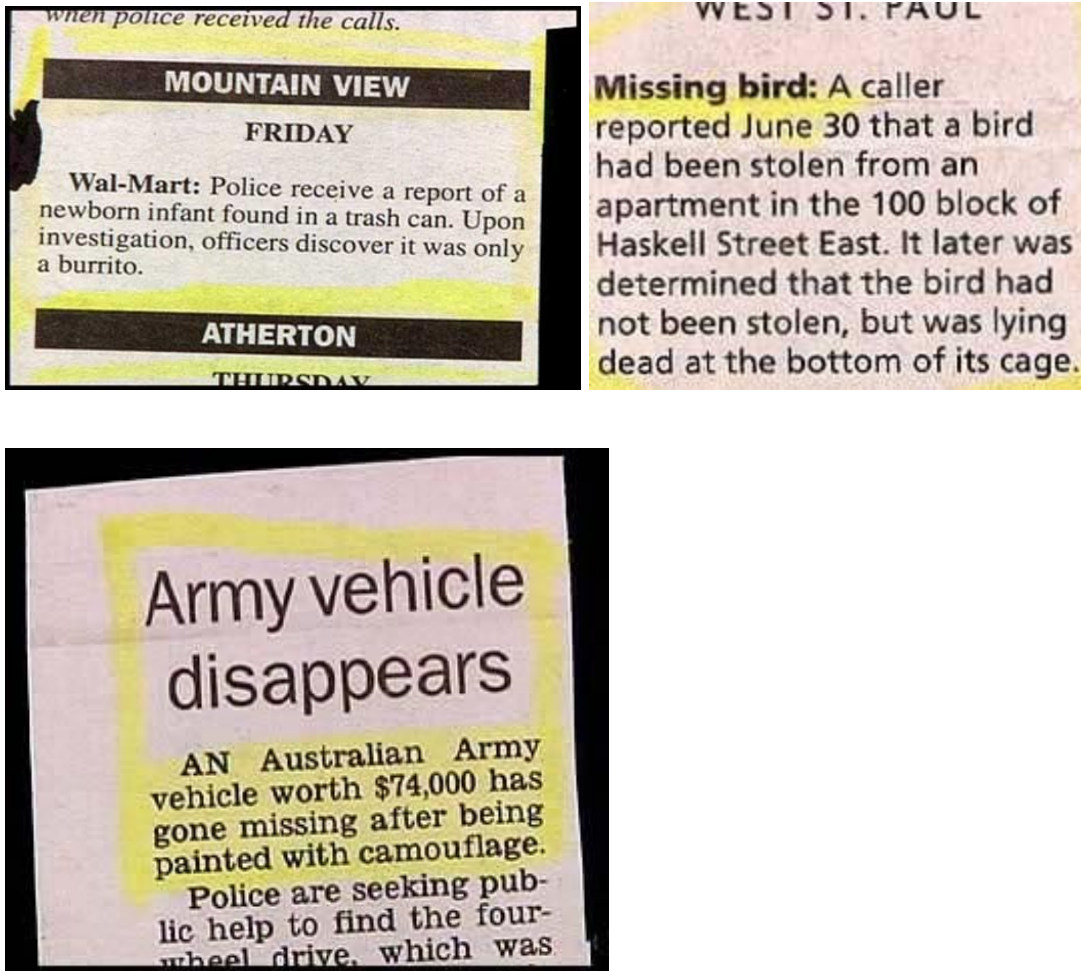 when police received the calls.
MOUNTAIN VIEW
FRIDAY
Wal-Mart: Police receive a report of a
newborn infant found in a trash can. Upon
investigation, officers discover it was only
a burrito.
ATHERTON
THURSDAY
WEST ST. PAUL
Missing bird: A caller
reported June 30 that a bird
had been stolen from an
apartment in the 100 block of
Haskell Street East. It later was
determined that the bird had
not been stolen, but was lying
dead at the bottom of its cage.
Army vehicle
disappears
AN Australian Army
vehicle worth $74,000 has
gone missing after being
painted with camouflage.
Police are seeking pub-
lic help to find the four-
wheel drive, which was